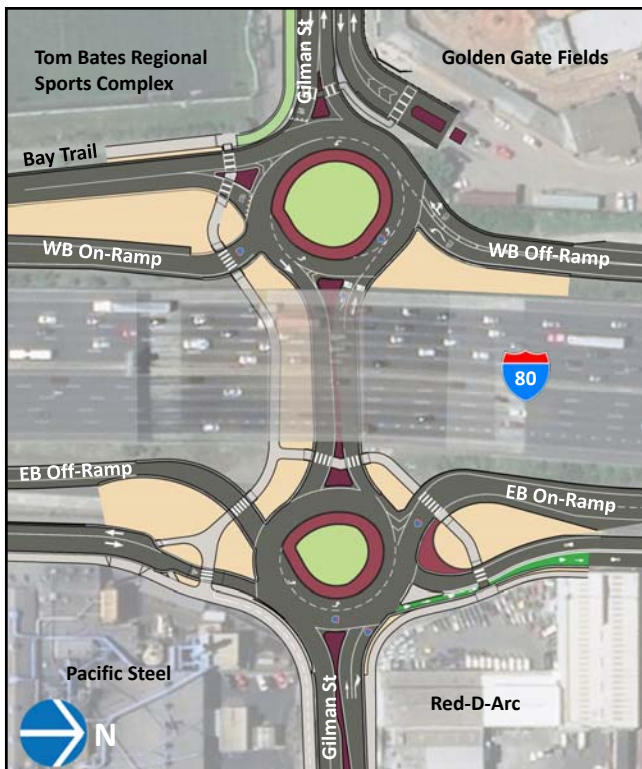 Tom Bates Regional
Sports Complex
Gilman St
Golden Gate Fields
Bay Trail
WB On-Ramp
WB Off-Ramp
80
EB Off-Ramp
EB On-Ramp
Pacific Steel
Gilman St
Red-D-Arc
N